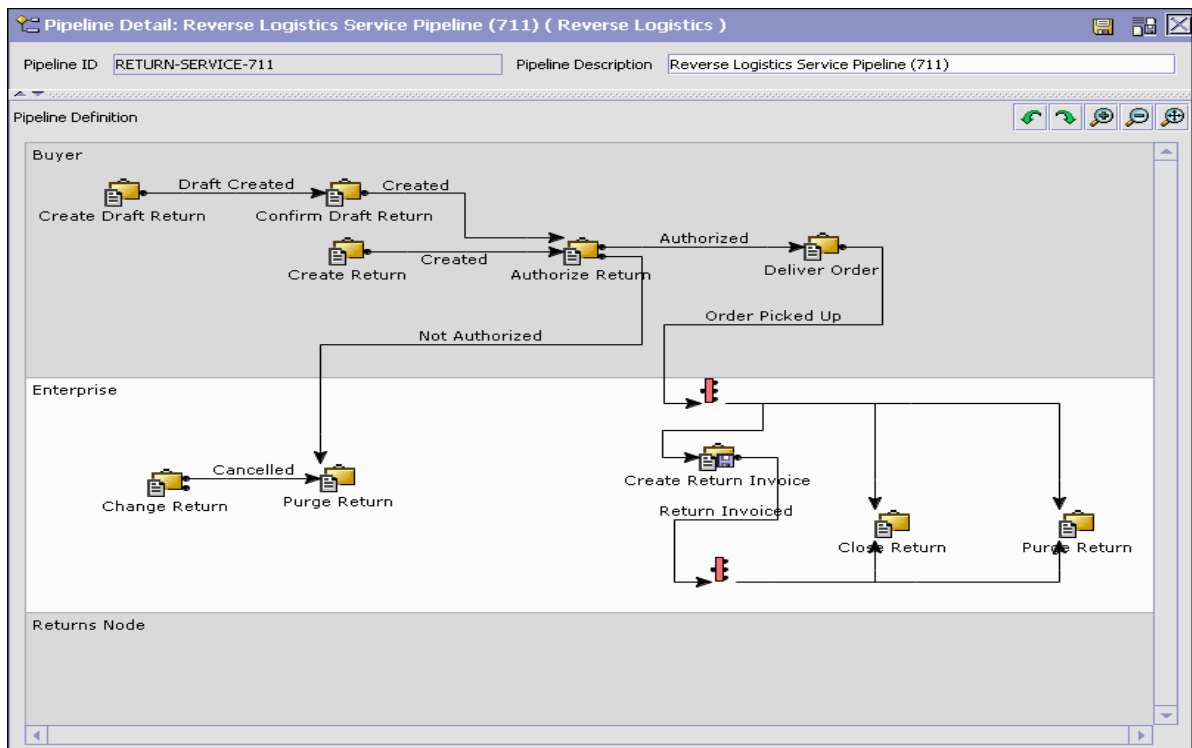 Pipeline Detail: Reverse Logistics Service Pipeline (711) ( Reverse Logistics )
Pipeline ID RETURN-SERVICE-711 Pipeline Description Reverse Logistics Service Pipeline (711)
Pipeline Definition
Buyer
Draft Created Created
Create Draft Return Confirm Draft Return
Authorized
Created
Create Return Authorize Return Deliver Order
Order Picked Up
Not Authorized
Enterprise
Cancelled
Create Return Invoice
Change Return Purge Return
Return Invoiced
Close Return Purge Return
Returns Node